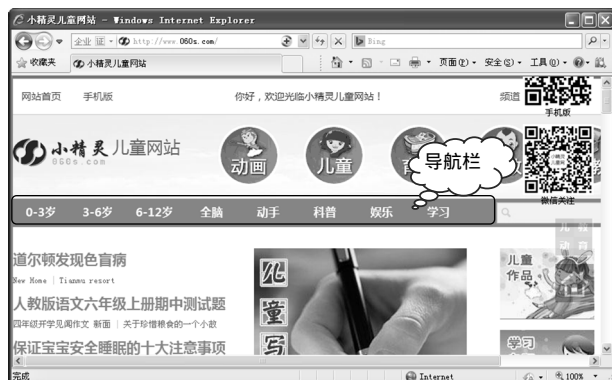 小精灵儿童网站 - Windows Internet Explorer
企业 证 - http://www.060s.com/
Bing
收藏夹 小精灵儿童网站
页面(P) 安全(S) 工具(O)
网站首页 手机版 你好，欢迎光临小精灵儿童网站！ 频道
手机版
小精灵儿童网站
060s.com
动画 儿童
导航栏
微信关注
0-3岁 3-6岁 6-12岁 全脑 动手 科普 娱乐 学习
道尔顿发现色盲病
New Home | Tianmu resort
人教版语文六年级上册期中测试题
四年级开学见闻作文 新面 | 关于珍惜粮食的一个小故
保证宝宝安全睡眠的十大注意事项
儿
童
写
儿童
作品
学习
完成 Internet 100%